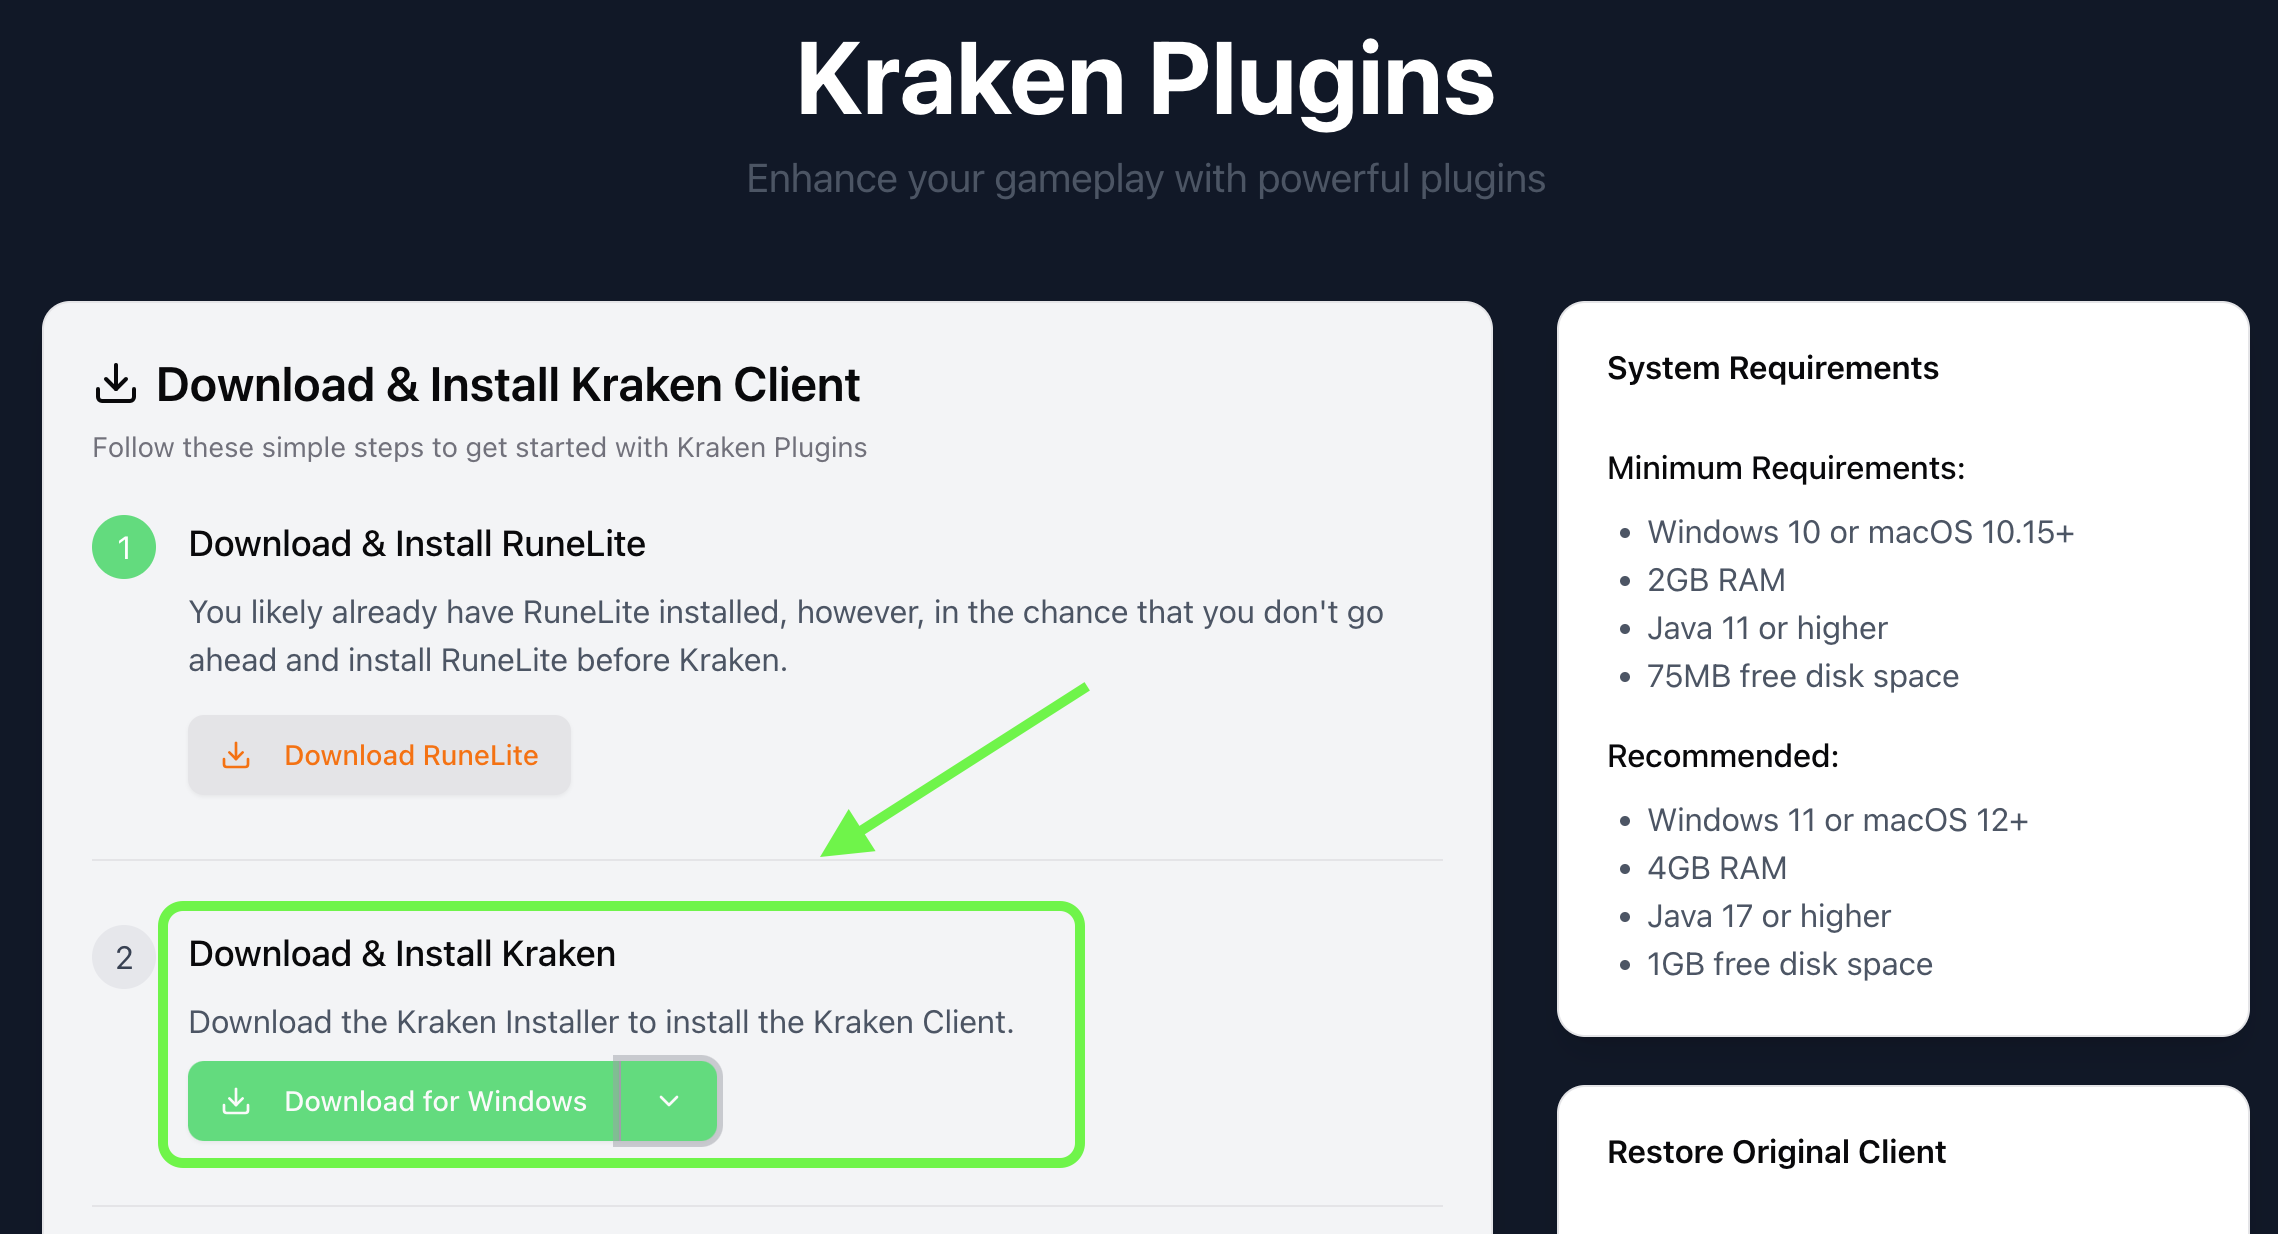 Kraken Plugins
Enhance your gameplay with powerful plugins
Download & Install Kraken Client
Follow these simple steps to get started with Kraken Plugins
1
Download & Install RuneLite
You likely already have RuneLite installed, however, in the chance that you don't go
ahead and install RuneLite before Kraken.
Download RuneLite
2
Download & Install Kraken
Download the Kraken Installer to install the Kraken Client.
Download for Windows
System Requirements
Minimum Requirements:
• Windows 10 or macOS 10.15+
• 2GB RAM
• Java 11 or higher
• 75MB free disk space
Recommended:
• Windows 11 or macOS 12+
• 4GB RAM
• Java 17 or higher
• 1GB free disk space
Restore Original Client